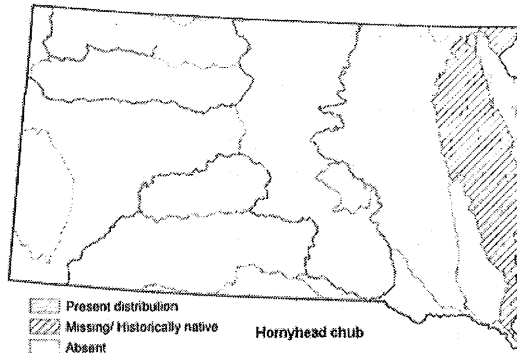 Present distribution
Missing/ Historically native
Absent
Hornyhead chub